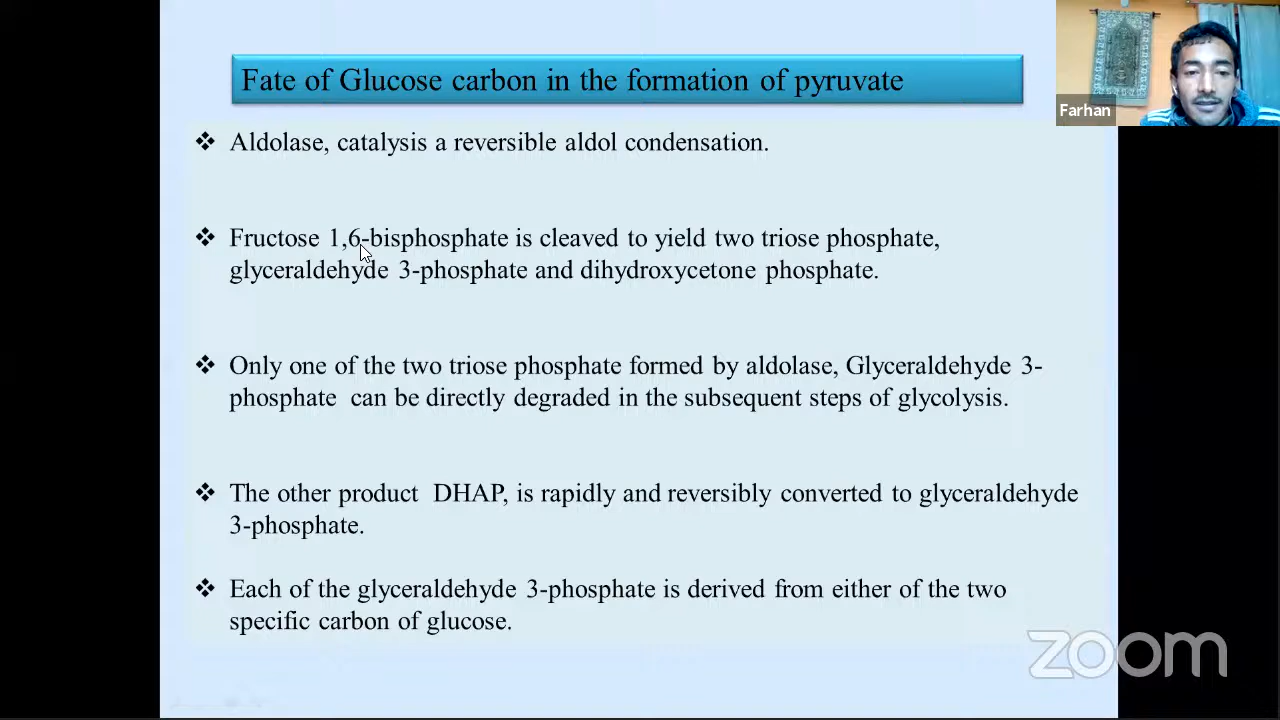 Fate of Glucose carbon in the formation of pyruvate
Farhan
❖ Aldolase, catalysis a reversible aldol condensation.
❖ Fructose 1,6-bisphosphate is cleaved to yield two triose phosphate,
glyceraldehyde 3-phosphate and dihydroxycetone phosphate.
❖ Only one of the two triose phosphate formed by aldolase, Glyceraldehyde 3-
phosphate can be directly degraded in the subsequent steps of glycolysis.
❖ The other product DHAP, is rapidly and reversibly converted to glyceraldehyde
3-phosphate.
❖ Each of the glyceraldehyde 3-phosphate is derived from either of the two
specific carbon of glucose.
zoom